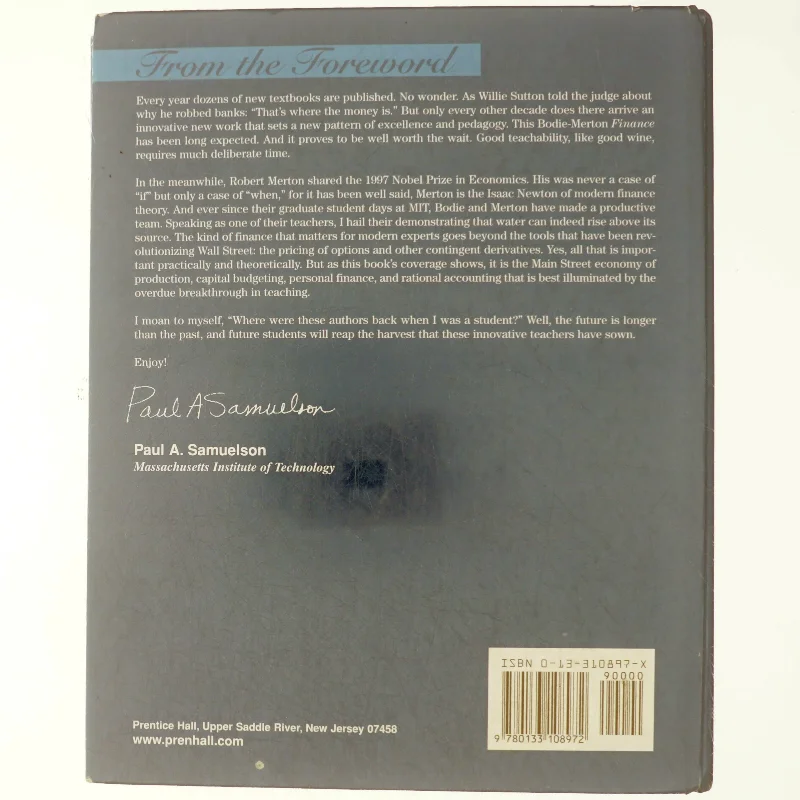 From the Foreword
Every year dozens of new textbooks are published. No wonder. As Willie Sutton told the judge about
why he robbed banks: “That’s where the money is.” But only every other decade does there arrive an
innovative new work that sets a new pattern of excellence and pedagogy. This Bodie-Merton Finance
has been long expected. And it proves to be well worth the wait. Good teachability, like good wine,
requires much deliberate time.
In the meanwhile, Robert Merton shared the 1997 Nobel Prize in Economics. His was never a case of
“if” but only a case of “when,” for it has been well said, Merton is the Isaac Newton of modern finance
theory. And ever since their graduate student days at MIT, Bodie and Merton have made a productive
team. Speaking as one of their teachers, I hail their demonstrating that water can indeed rise above its
source. The kind of finance that matters for modern experts goes beyond the tools that have been rev-
olutionizing Wall Street: the pricing of options and other contingent derivatives. Yes, all that is impor-
tant practically and theoretically. But as this book’s coverage shows, it is the Main Street economy of
production, capital budgeting, personal finance, and rational accounting that is best illuminated by the
overdue breakthrough in teaching.
I moan to myself, “Where were these authors back when I was a student?” Well, the future is longer
than the past, and future students will reap the harvest that these innovative teachers have sown.
Enjoy!
Paul A Samuelson
Paul A. Samuelson
Massachusetts Institute of Technology
ISBN 0-13-310897-X
90000
9 780133 108972
Prentice Hall, Upper Saddle River, New Jersey 07458
www.prenhall.com